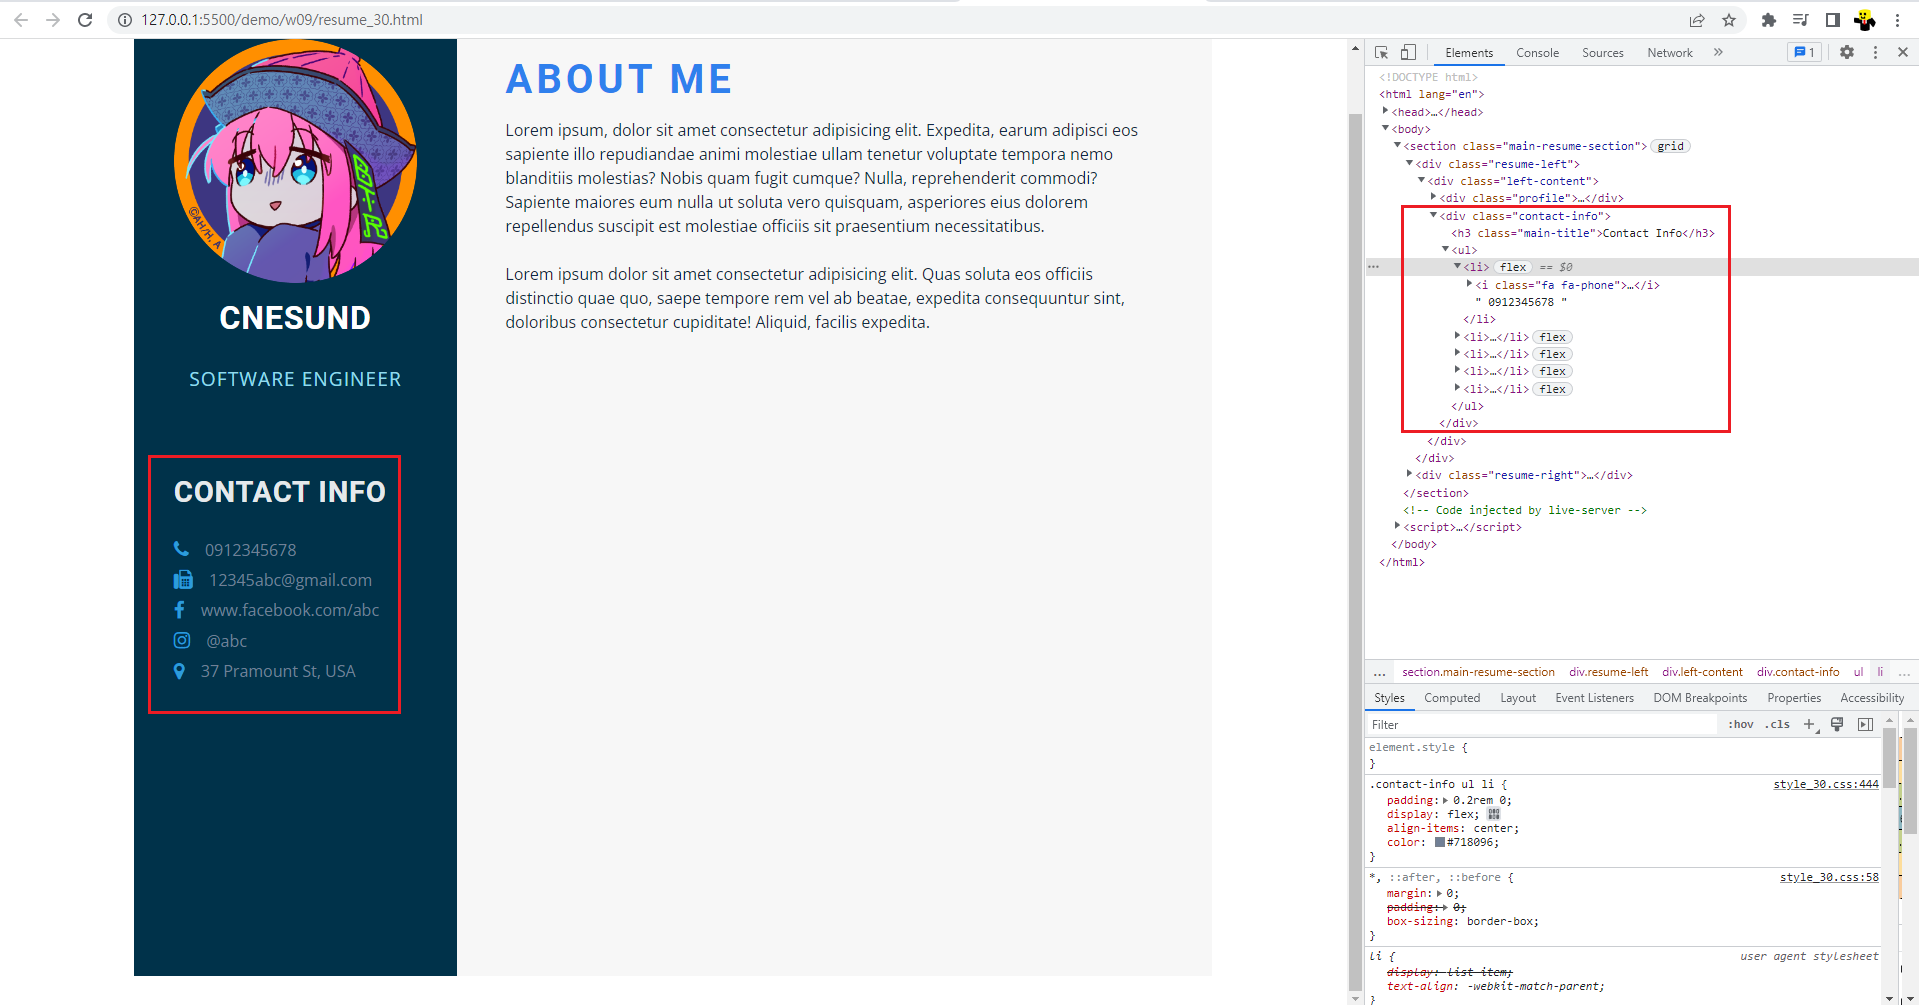 127.0.0.1:5500/demo/w09/resume_30.html
©AH/H, A
BTR
CNESUND
SOFTWARE ENGINEER
CONTACT INFO
0912345678
12345abc@gmail.com
www.facebook.com/abc
@abc
37 Pramount St, USA
ABOUT ME
Lorem ipsum, dolor sit amet consectetur adipisicing elit. Expedita, earum adipisci eos
sapiente illo repudiandae animi molestiae ullam tenetur voluptate tempora nemo
blanditiis molestias? Nobis quam fugit cumque? Nulla, reprehenderit commodi?
Sapiente maiores eum nulla ut soluta vero quisquam, asperiores eius dolorem
repellendus suscipit est molestiae officiis sit praesentium necessitatibus.
Lorem ipsum dolor sit amet consectetur adipisicing elit. Quas soluta eos officiis
distinctio quae quo, saepe tempore rem vel ab beatae, expedita consequuntur sint,
doloribus consectetur cupiditate! Aliquid, facilis expedita.
Elements Console Sources Network » 1
<!DOCTYPE html>
<html lang="en">
<head>…</head>
<body>
<section class="main-resume-section"> grid
<div class="resume-left">
<div class="left-content">
<div class="profile">…</div>
<div class="contact-info">
<h3 class="main-title">Contact Info</h3>
<ul>
… <li> flex == $0
<i class="fa fa-phone">…</i>
" 0912345678 "
</li>
<li>…</li> flex
<li>…</li> flex
<li>…</li> flex
<li>…</li> flex
</ul>
</div>
</div>
</div>
<div class="resume-right">…</div>
</section>
<!-- Code injected by live-server -->
<script>…</script>
</body>
</html>
… section.main-resume-section div.resume-left div.left-content div.contact-info ul li …
Styles Computed Layout Event Listeners DOM Breakpoints Properties Accessibility
Filter :hov .cls +
element.style {
}
.contact-info ul li { style_30.css:444
padding: 0.2rem 0;
display: flex;
align-items: center;
color: #718096;
}
*, ::after, ::before { style_30.css:58
margin: 0;
padding: 0;
box-sizing: border-box;
}
li { user agent stylesheet
display: list-item;
text-align: -webkit-match-parent;
}